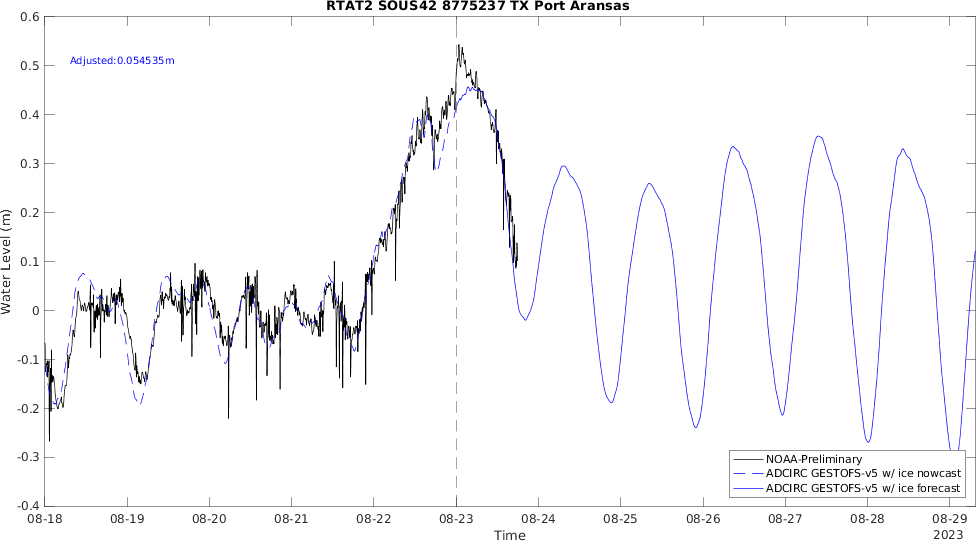 RTAT2 SOUS42 8775237 TX Port Aransas
Adjusted:0.054535m
Water Level (m)
0.6
0.5
0.4
0.3
0.2
0.1
0
-0.1
-0.2
-0.3
-0.4
NOAA-Preliminary
ADCIRC GESTOFS-v5 w/ ice nowcast
ADCIRC GESTOFS-v5 w/ ice forecast
08-18 08-19 08-20 08-21 08-22 08-23 08-24 08-25 08-26 08-27 08-28 08-29
Time
2023